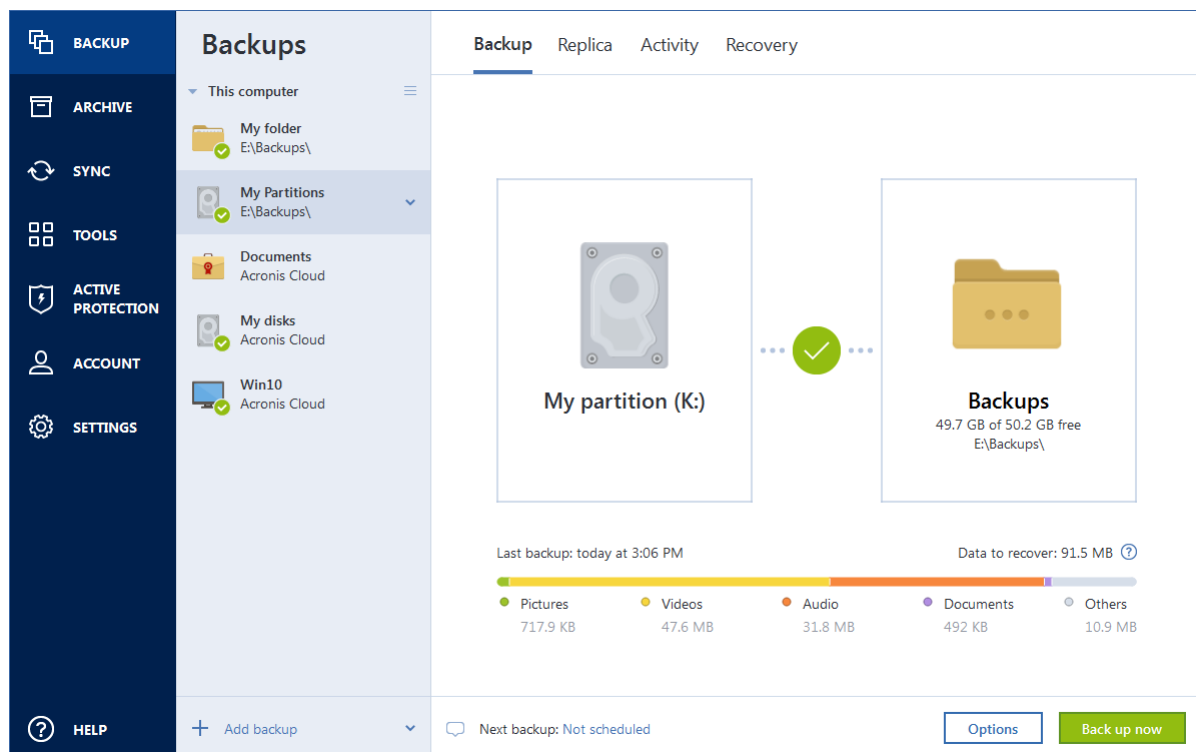 BACKUP
ARCHIVE
SYNC
TOOLS
ACTIVE
PROTECTION
ACCOUNT
SETTINGS
HELP
Backups
This computer
My folder
E:\Backups\
My Partitions
E:\Backups\
Documents
Acronis Cloud
My disks
Acronis Cloud
Win10
Acronis Cloud
Add backup
Backup Replica Activity Recovery
My partition (K:)
Backups
49.7 GB of 50.2 GB free
E:\Backups\
Last backup: today at 3:06 PM Data to recover: 91.5 MB ?
Pictures Videos Audio Documents Others
717.9 KB 47.6 MB 31.8 MB 492 KB 10.9 MB
Next backup: Not scheduled Options Back up now